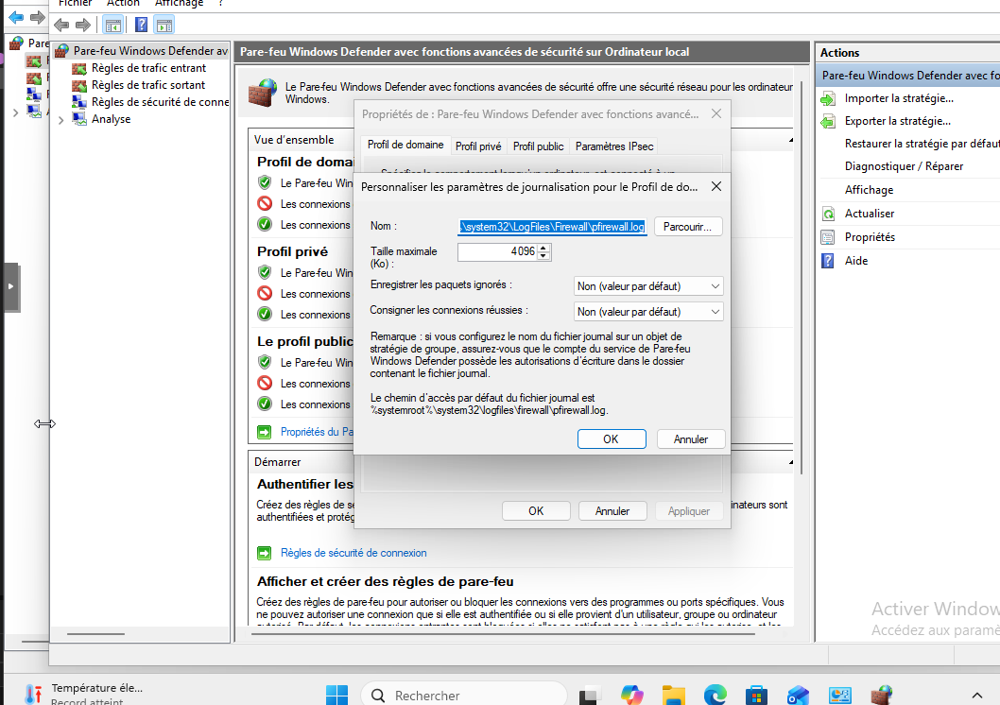 Fichier Action Affichage ?
Pare-feu Windows Defender av
Règles de trafic entrant
Règles de trafic sortant
Règles de sécurité de conne
Analyse
Pare-feu Windows Defender avec fonctions avancées de sécurité sur Ordinateur local
Le Pare-feu Windows Defender avec fonctions avancées de sécurité offre une sécurité réseau pour les ordinateur
Windows.
Vue d'ensemble
Profil de domai
Le Pare-feu Win
Les connexions
Les connexions
Profil privé
Le Pare-feu Win
Les connexions
Les connexions
Le profil public
Le Pare-feu Win
Les connexions
Les connexions
Propriétés du Pa
Démarrer
Authentifier les
Créez des règles de se
authentifiées et protég
inateurs sont
Règles de sécurité de connexion
Afficher et créer des règles de pare-feu
Créez des règles de pare-feu pour autoriser ou bloquer les connexions vers des programmes ou ports spécifiques. Vous
ne pouvez autoriser une connexion que si elle est authentifiée ou si elle provient d'un utilisateur, groupe ou ordinateur
Propriétés de : Pare-feu Windows Defender avec fonctions avancé...
Profil de domaine Profil privé Profil public Paramètres IPsec
Personnaliser les paramètres de journalisation pour le Profil de do...
Nom :
\system32\LogFiles\Firewall\pfirewall.log
Parcourir...
Taille maximale
(Ko) :
4 096
Enregistrer les paquets ignorés :
Non (valeur par défaut)
Consigner les connexions réussies :
Non (valeur par défaut)
Remarque : si vous configurez le nom du fichier journal sur un objet de
stratégie de groupe, assurez-vous que le compte du service de Pare-feu
Windows Defender possède les autorisations d'écriture dans le dossier
contenant le fichier journal.
Le chemin d'accès par défaut du fichier journal est
%systemroot%\system32\logfiles\firewall\pfirewall.log.
OK Annuler
OK Annuler Appliquer
Actions
Pare-feu Windows Defender avec fo
Importer la stratégie...
Exporter la stratégie...
Restaurer la stratégie par défaut
Diagnostiquer / Réparer
Affichage
Actualiser
Propriétés
Aide
Pare
Activer Window
Accédez aux paramè
Température éle...
Record atteint
Rechercher